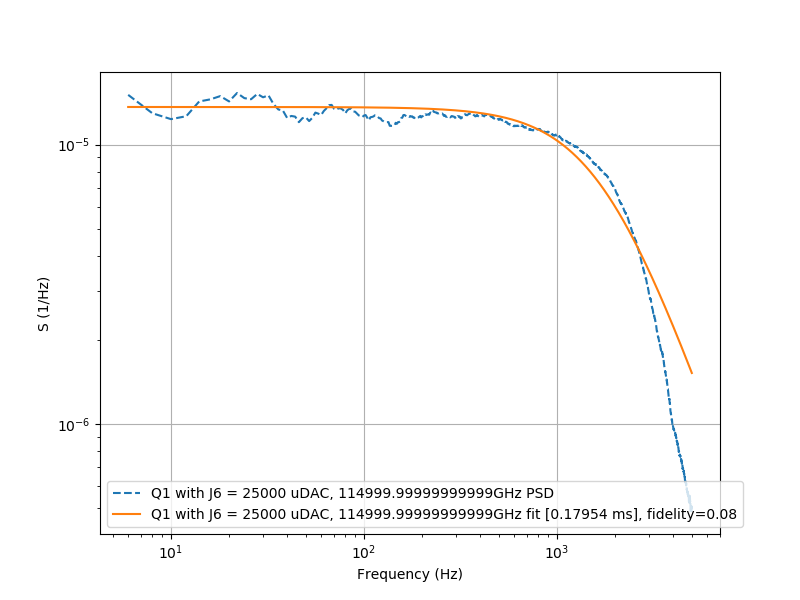 10⁻⁵
10⁻⁶
S (1/Hz)
Q1 with J6 = 25000 uDAC, 114999.99999999999GHz PSD
Q1 with J6 = 25000 uDAC, 114999.99999999999GHz fit [0.17954 ms], fidelity=0.08
10¹ 10² 10³
Frequency (Hz)